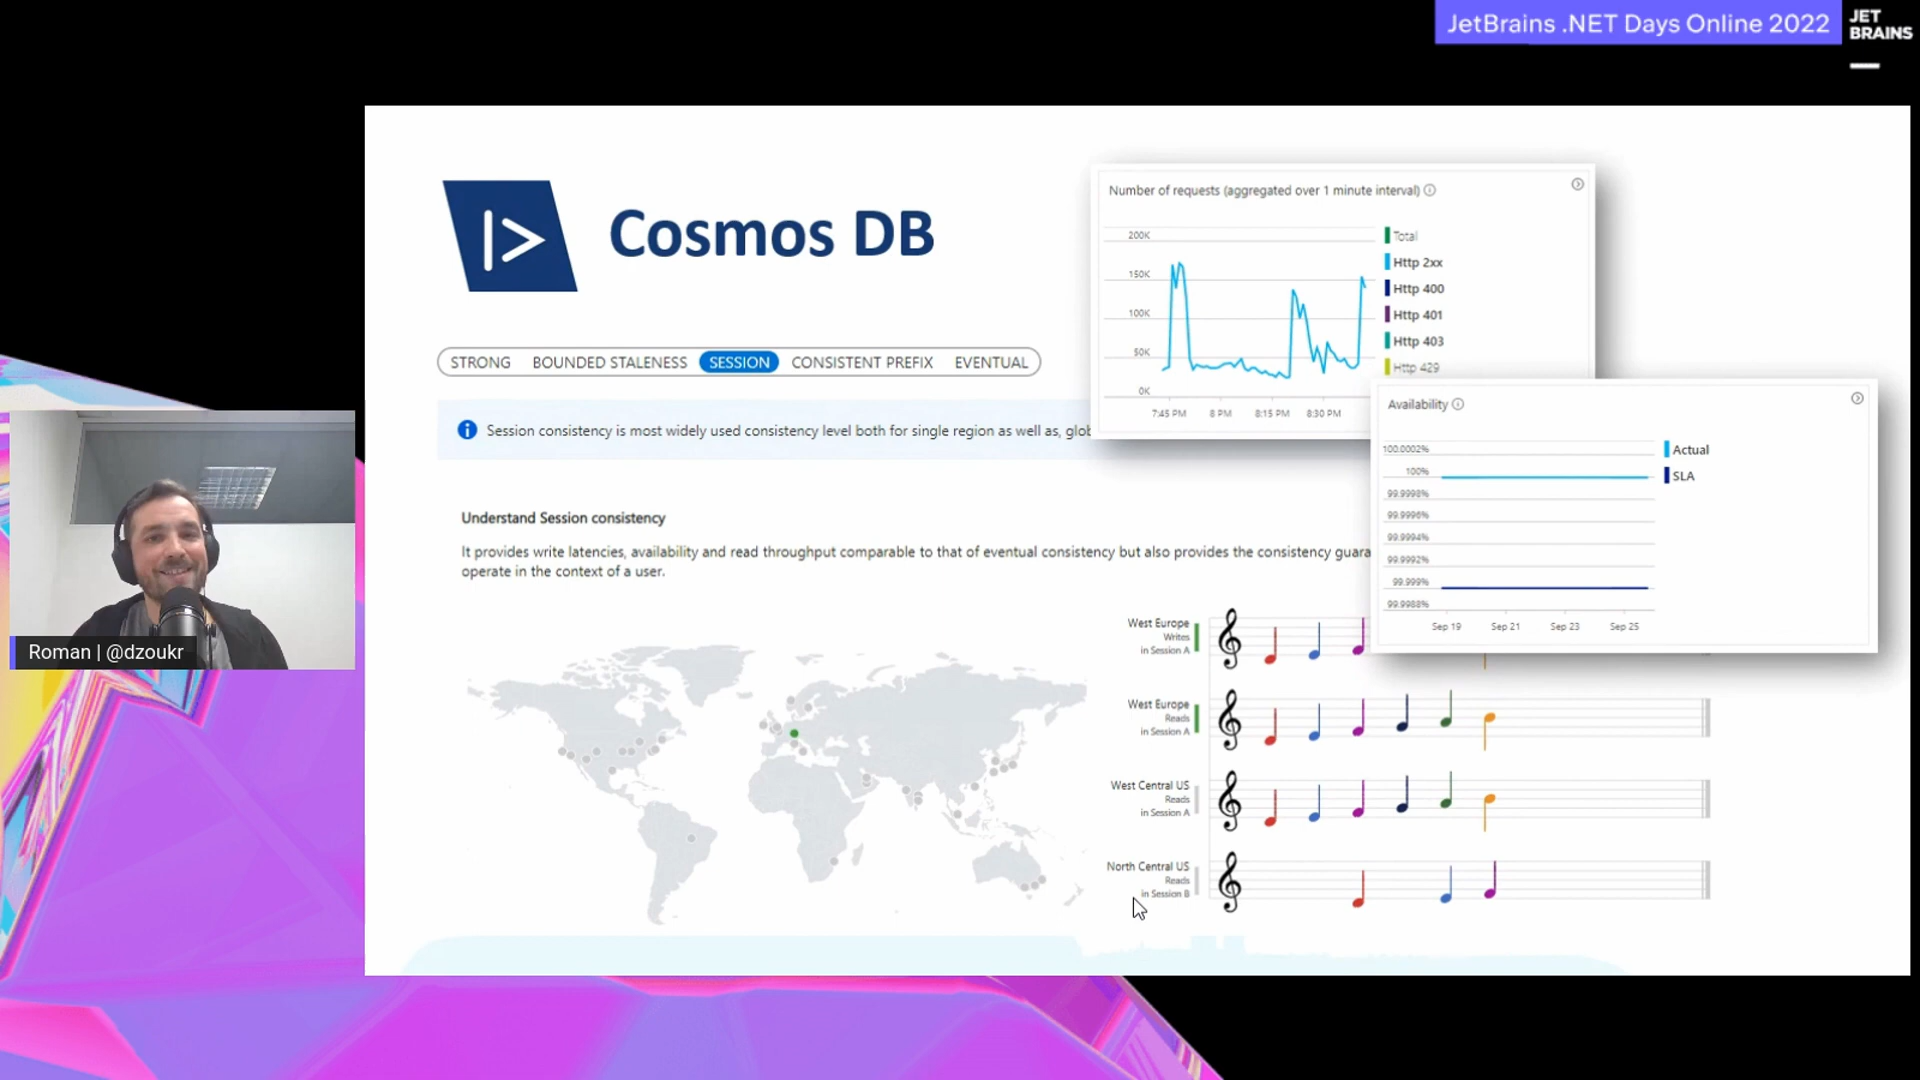 JetBrains .NET Days Online 2022
JET
BRAINS
Cosmos DB
STRONG
BOUNDED STALENESS
SESSION
CONSISTENT PREFIX
EVENTUAL
Session consistency is most widely used consistency level both for single region as well as, glob
Understand Session consistency
It provides write latencies, availability and read throughput comparable to that of eventual consistency but also provides the consistency guara
operate in the context of a user.
Number of requests (aggregated over 1 minute interval)
200K
150K
100K
50K
0K
7:45 PM
8 PM
8:15 PM
8:30 PM
Total
Http 2xx
Http 400
Http 401
Http 403
Http 429
Availability
100.0002%
100%
99.9998%
99.9996%
99.9994%
99.9992%
99.999%
99.9988%
Sep 19
Sep 21
Sep 23
Sep 25
Actual
SLA
West Europe
Writes
in Session A
West Europe
Reads
in Session A
West Central US
Reads
in Session A
North Central US
Reads
in Session B
Roman | @dzoukr